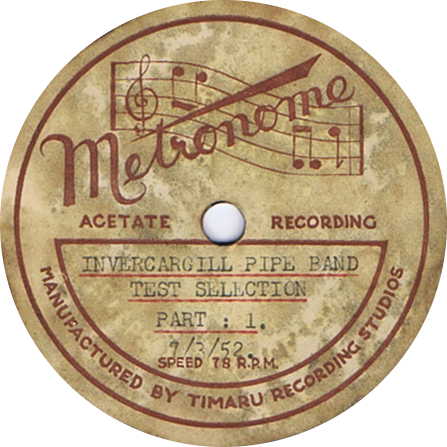 Metronome
ACETATE RECORDING
INVERCARGILL PIPE BAND
TEST SELECTION
PART : 1.
7/3/52.
SPEED 78 R.P.M.
MANUFACTURED BY TIMARU RECORDING STUDIOS